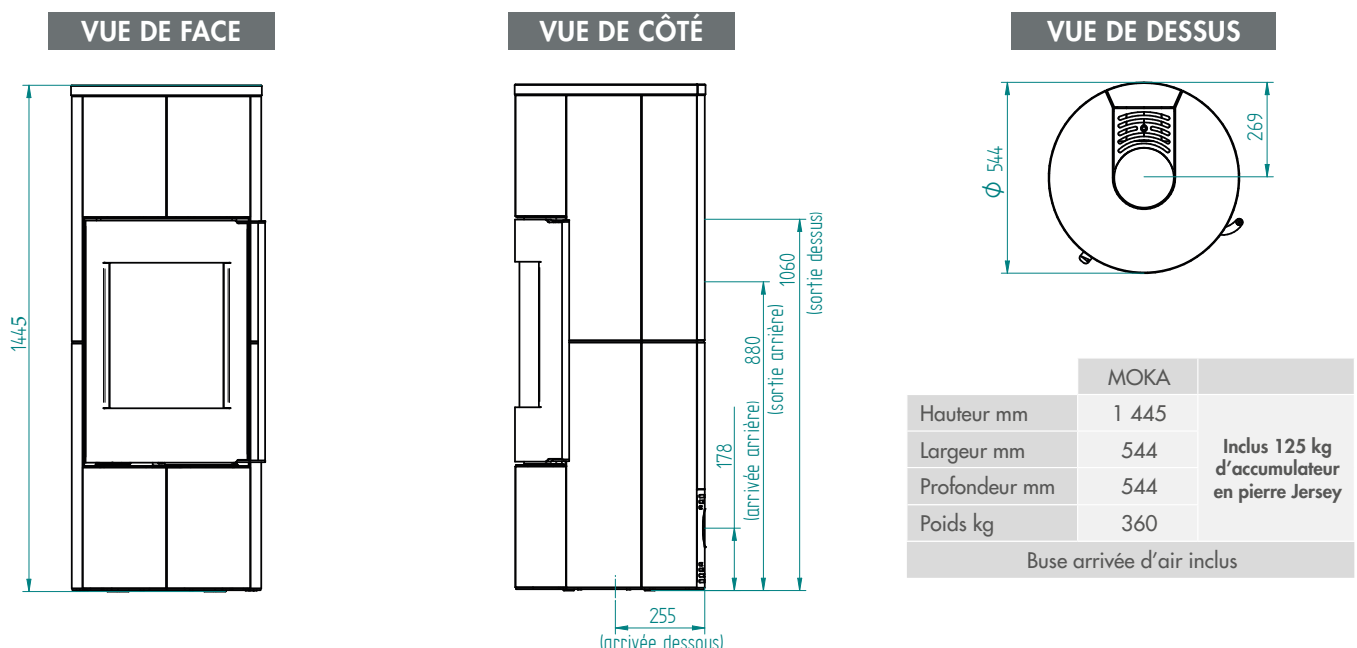 VUE DE FACE
VUE DE CÔTÉ
VUE DE DESSUS
1445
1060
(sortie dessus)
880
(sortie arrière)
178
(arrivée arrière)
255
(arrivée dessous)
ϕ 544
269
MOKA
Hauteur mm 1 445
Largeur mm 544
Profondeur mm 544
Poids kg 360
Inclus 125 kg
d'accumulateur
en pierre Jersey
Buse arrivée d'air inclus